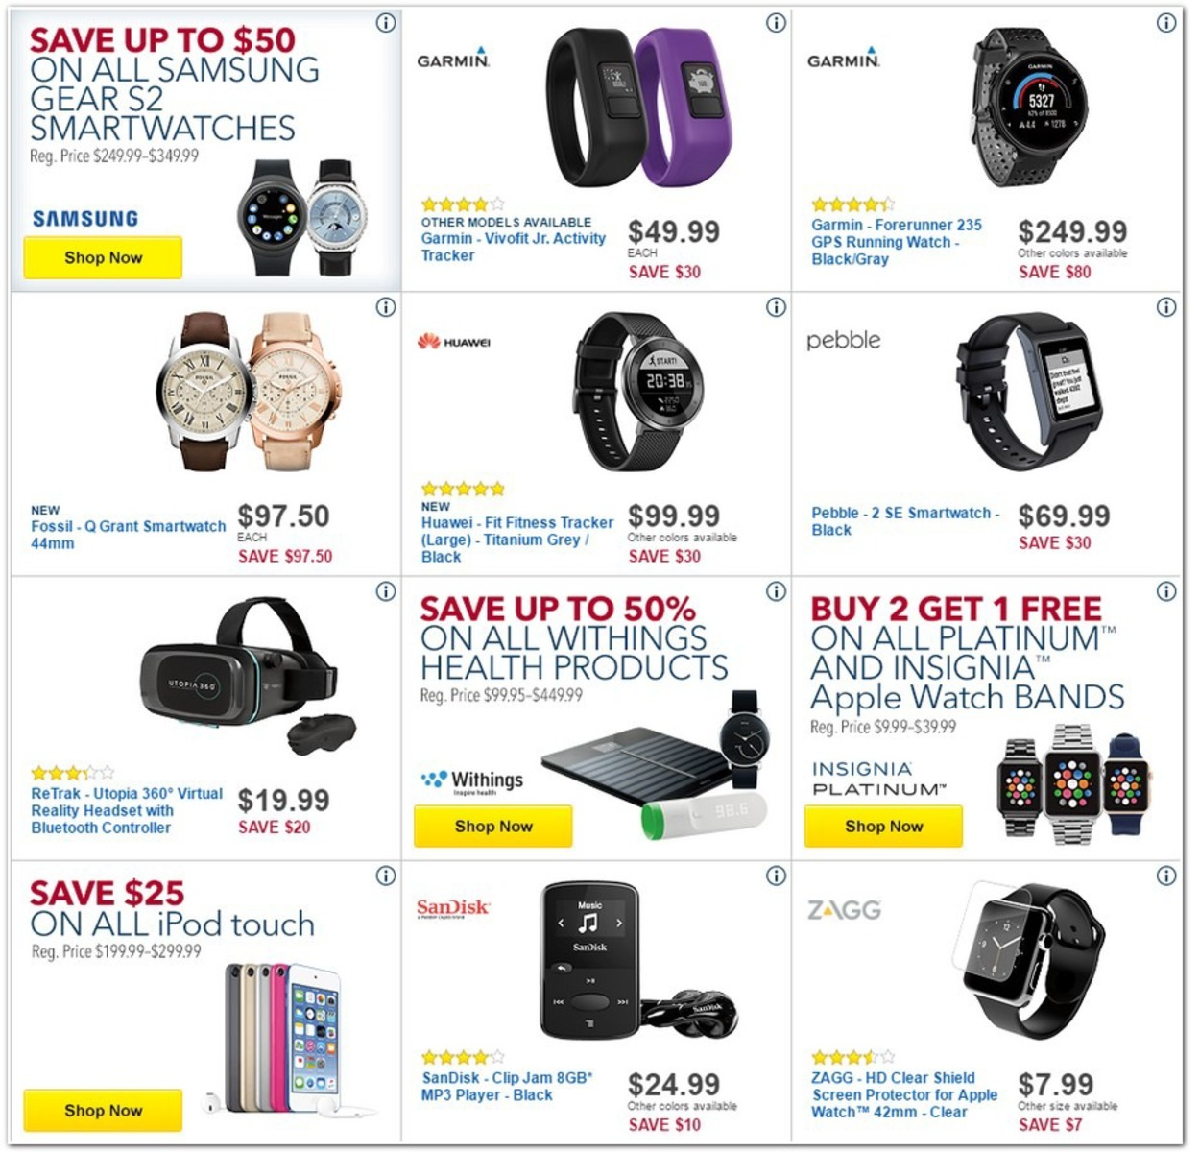 SAVE UP TO $50
ON ALL SAMSUNG
GEAR S2
SMARTWATCHES
Reg. Price $249.99–$349.99
SAMSUNG
Shop Now
GARMIN
OTHER MODELS AVAILABLE
Garmin - Vivofit Jr. Activity
Tracker
$49.99
EACH
SAVE $30
GARMIN
GARMIN
5327
Garmin - Forerunner 235
GPS Running Watch -
Black/Gray
$249.99
Other colors available
SAVE $80
FOSSIL
FOSSIL
NEW
Fossil - Q Grant Smartwatch
44mm
$97.50
EACH
SAVE $97.50
HUAWEI
START!
20:38
NEW
Huawei - Fit Fitness Tracker
(Large) - Titanium Grey /
Black
$99.99
Other colors available
SAVE $30
pebble
Pebble - 2 SE Smartwatch -
Black
$69.99
SAVE $30
UTOPIA 360°
ReTrak - Utopia 360° Virtual
Reality Headset with
Bluetooth Controller
$19.99
SAVE $20
SAVE UP TO 50%
ON ALL WITHINGS
HEALTH PRODUCTS
Reg. Price $99.95–$449.99
Withings
Inspire health
98.6
Shop Now
BUY 2 GET 1 FREE
ON ALL PLATINUM™
AND INSIGNIA™
Apple Watch BANDS
Reg. Price $9.99–$39.99
INSIGNIA
PLATINUM™
Shop Now
SAVE $25
ON ALL iPod touch
Reg. Price $199.99–$299.99
Shop Now
SanDisk
Music
SanDisk
SanDisk
SanDisk - Clip Jam 8GB*
MP3 Player - Black
$24.99
Other colors available
SAVE $10
ZAGG
ZAGG - HD Clear Shield
Screen Protector for Apple
Watch™ 42mm - Clear
$7.99
Other size available
SAVE $7